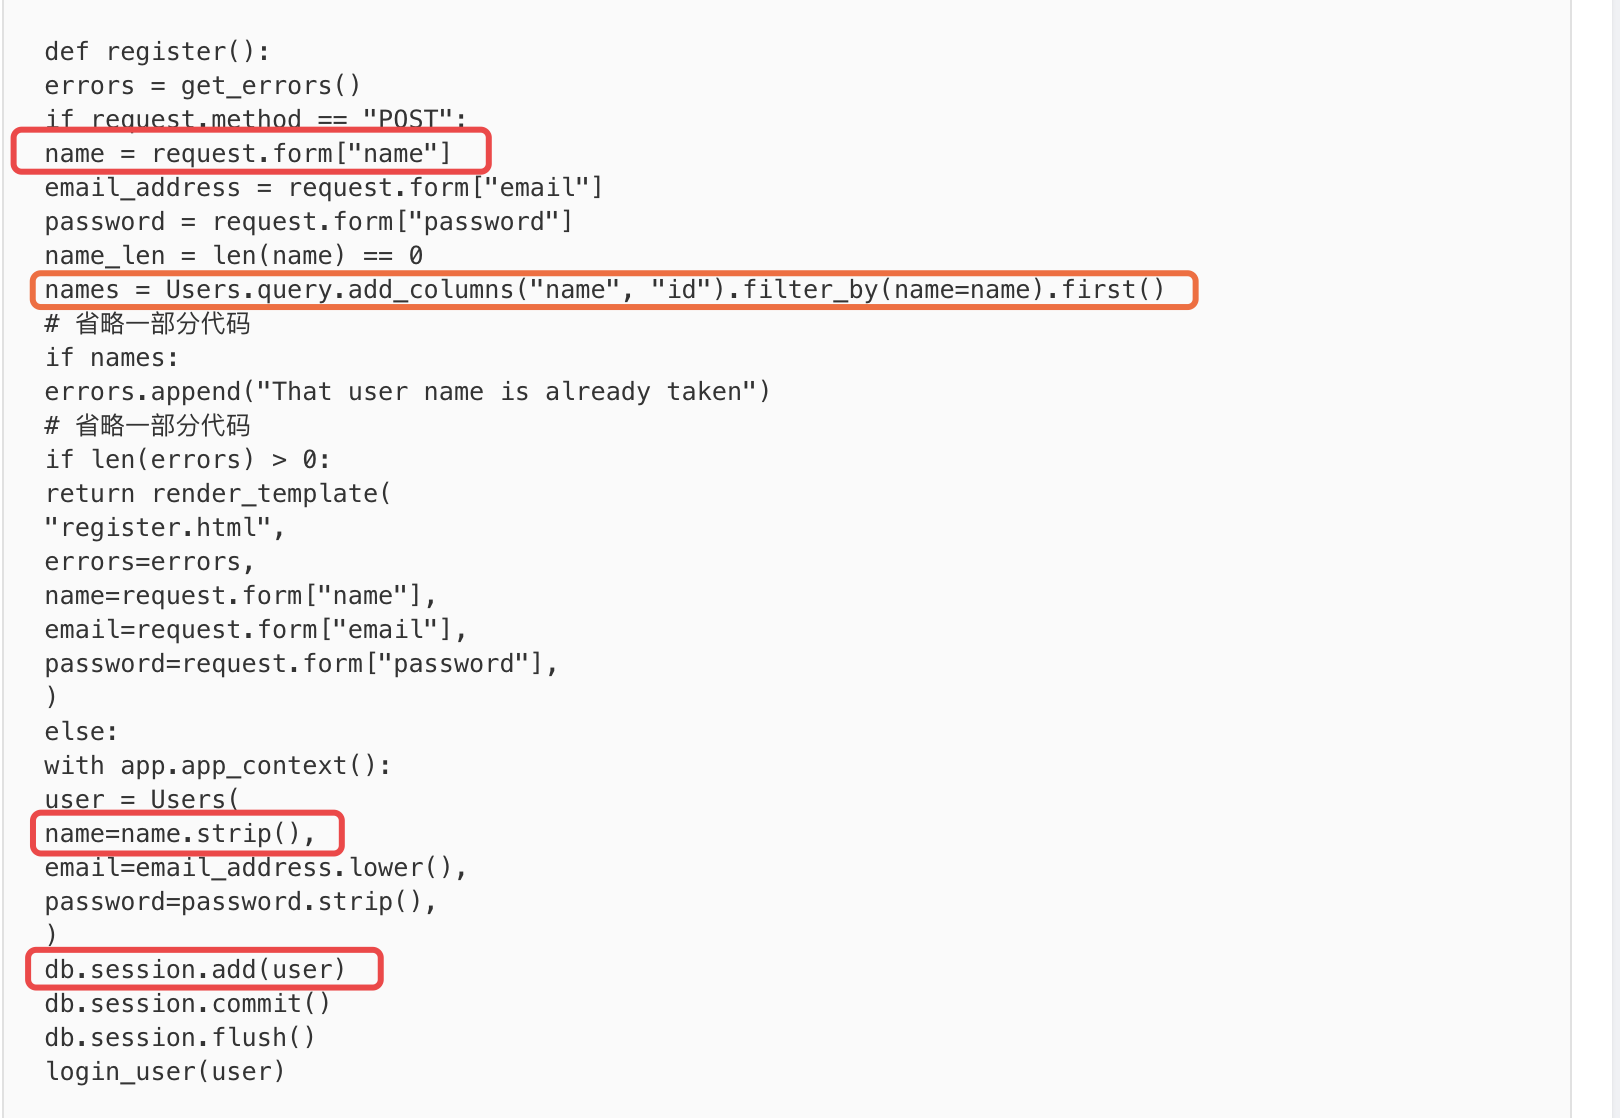 def register():
errors = get_errors()
if request.method == "POST":
name = request.form["name"]
email_address = request.form["email"]
password = request.form["password"]
name_len = len(name) == 0
names = Users.query.add_columns("name", "id").filter_by(name=name).first()
# 省略一部分代码
if names:
errors.append("That user name is already taken")
# 省略一部分代码
if len(errors) > 0:
return render_template(
"register.html",
errors=errors,
name=request.form["name"],
email=request.form["email"],
password=request.form["password"],
)
else:
with app.app_context():
user = Users(
name=name.strip(),
email=email_address.lower(),
password=password.strip(),
)
db.session.add(user)
db.session.commit()
db.session.flush()
login_user(user)